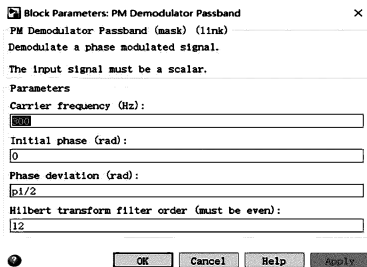 Block Parameters: PM Demodulator Passband
PM Demodulator Passband (mask) (link)
Demodulate a phase modulated signal.
The input signal must be a scalar.
Parameters
Carrier frequency (Hz):
300
Initial phase (rad):
0
Phase deviation (rad):
pi/2
Hilbert transform filter order (must be even):
12
OK Cancel Help Apply